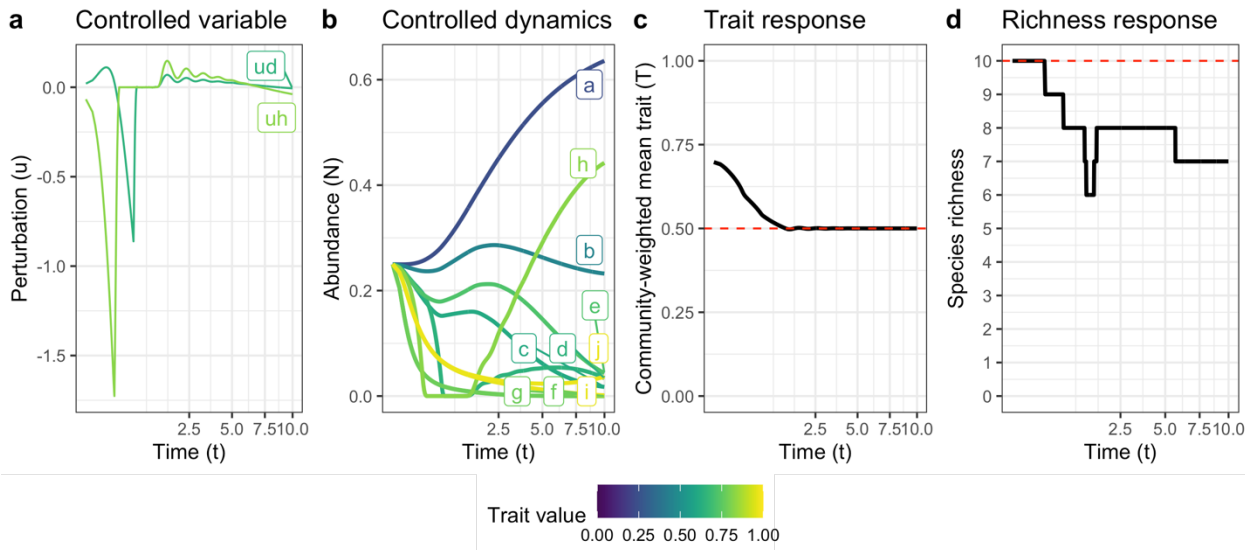 a Controlled variable
Perturbation (u)
0.0
-0.5
-1.0
-1.5
ud
uh
2.5 5.0 7.510.0
Time (t)
b Controlled dynamics
Abundance (N)
0.6
0.4
0.2
0.0
a
h
b
e
c d j
g f i
2.5 5.0 7.510.0
Time (t)
c Trait response
Community-weighted mean trait (T)
1.00
0.75
0.50
0.25
0.00
2.5 5.0 7.510.0
Time (t)
d Richness response
Species richness
10
9
8
7
6
5
4
3
2
1
0
2.5 5.0 7.510.0
Time (t)
Trait value
0.00 0.25 0.50 0.75 1.00